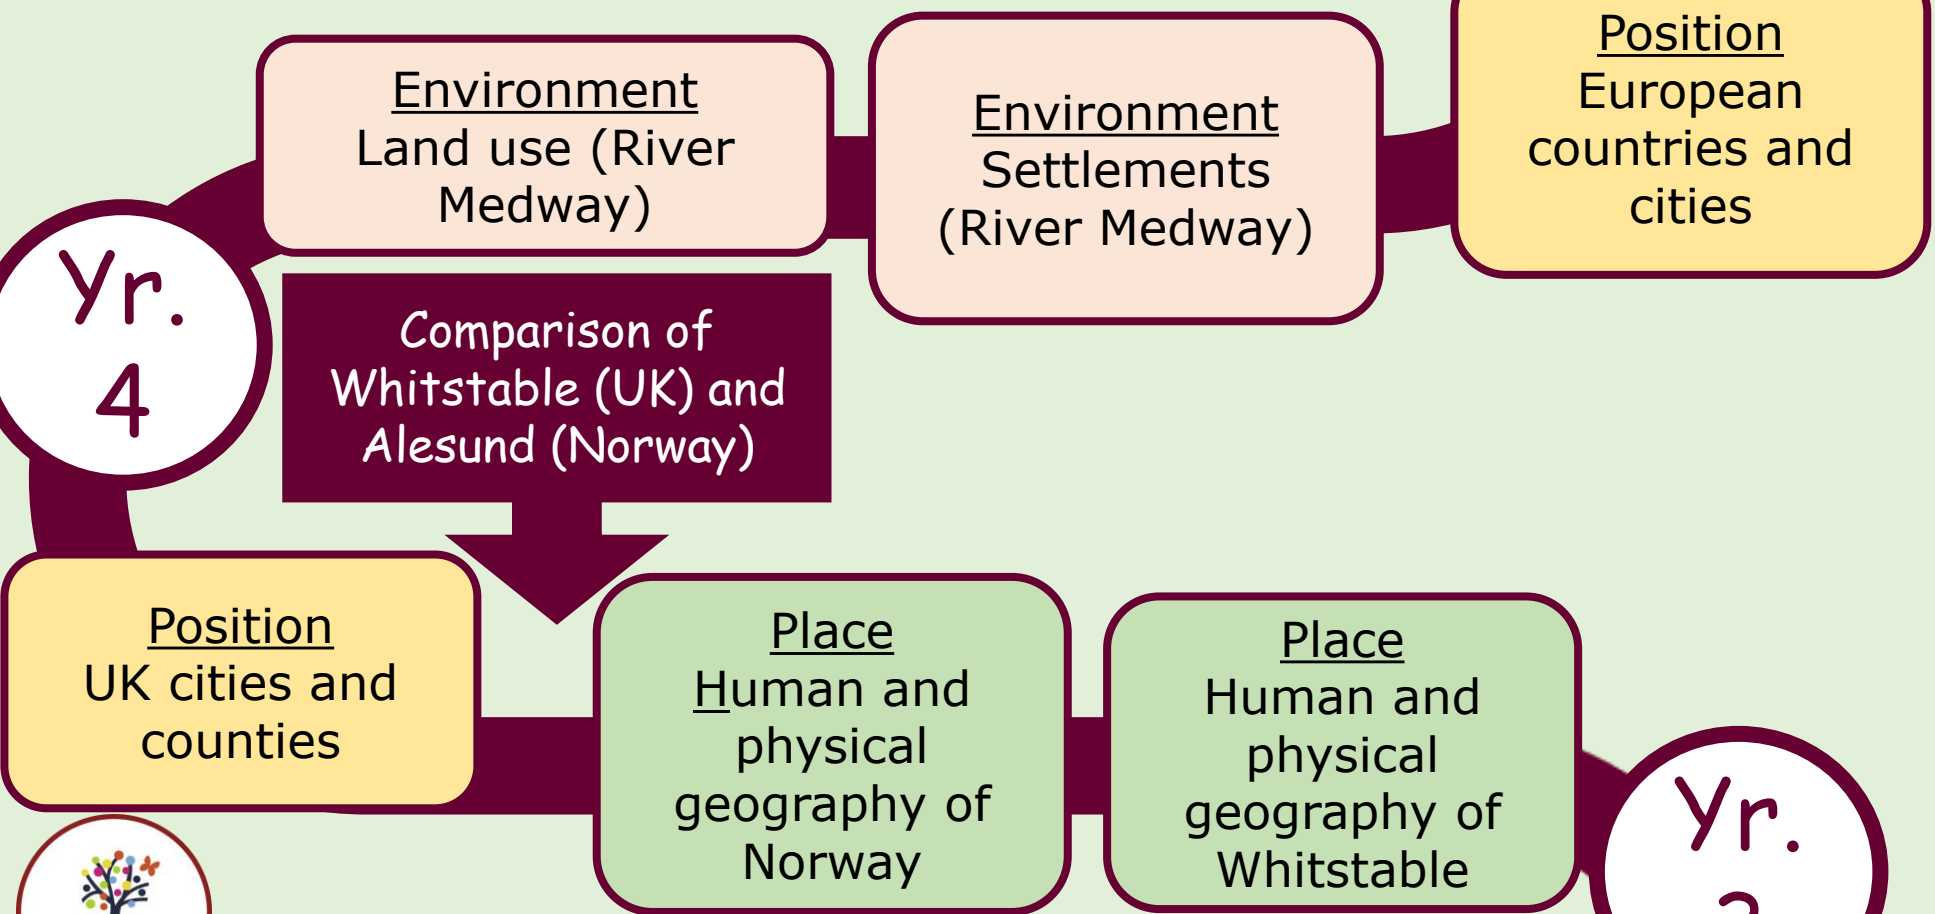 Position
European
countries and
cities
Environment
Land use (River
Medway)
Environment
Settlements
(River Medway)
Yr.
4
Comparison of
Whitstable (UK) and
Alesund (Norway)
Position
UK cities and
counties
Place
Human and
physical
geography of
Norway
Place
Human and
physical
geography of
Whitstable
Yr.